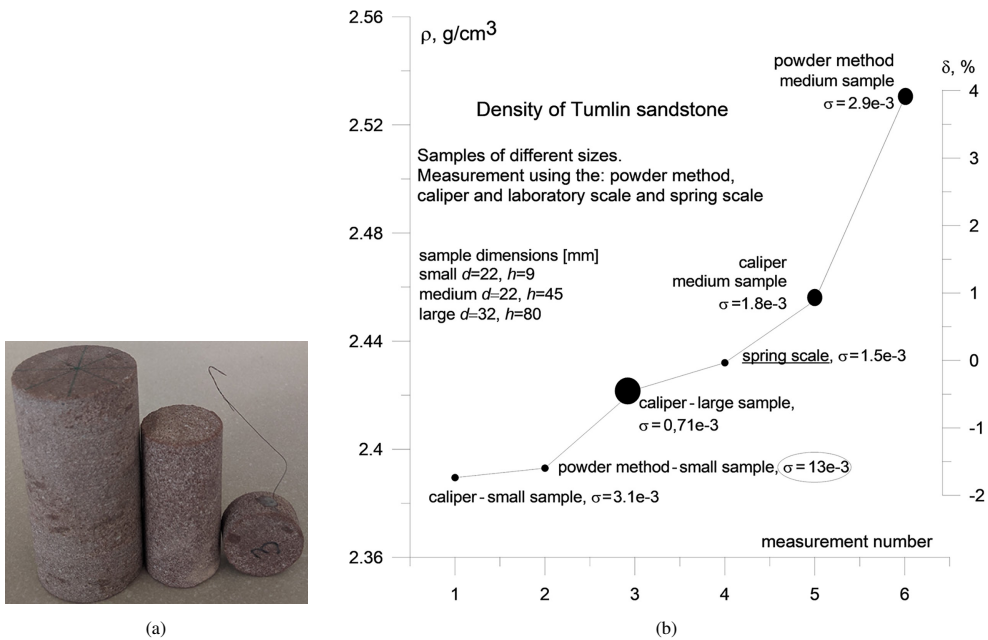 2.56
ρ, g/cm3
powder method
medium sample
σ=2.9e-3
δ, %
4
Density of Tumlin sandstone
2.52
Samples of different sizes.
Measurement using the: powder method,
caliper and laboratory scale and spring scale
3
2.48
2
sample dimensions [mm]
small d=22, h=9
medium d=22, h=45
large d=32, h=80
caliper
medium sample
σ=1.8e-3
1
2.44
spring scale, σ=1.5e-3
0
caliper-large sample,
σ=0,71e-3
-1
2.4
powder method-small sample, σ=13e-3
caliper-small sample, σ=3.1e-3
-2
measurement number
2.36
1 2 3 4 5 6
(a)
(b)